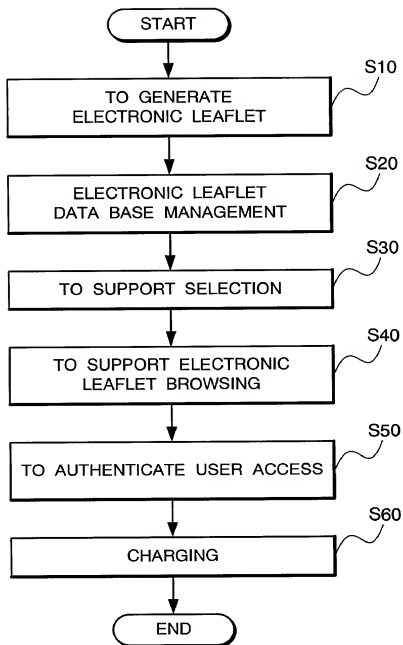 START
S10
TO GENERATE
ELECTRONIC LEAFLET
S20
ELECTRONIC LEAFLET
DATA BASE MANAGEMENT
S30
TO SUPPORT SELECTION
S40
TO SUPPORT ELECTRONIC
LEAFLET BROWSING
S50
TO AUTHENTICATE USER ACCESS
S60
CHARGING
END